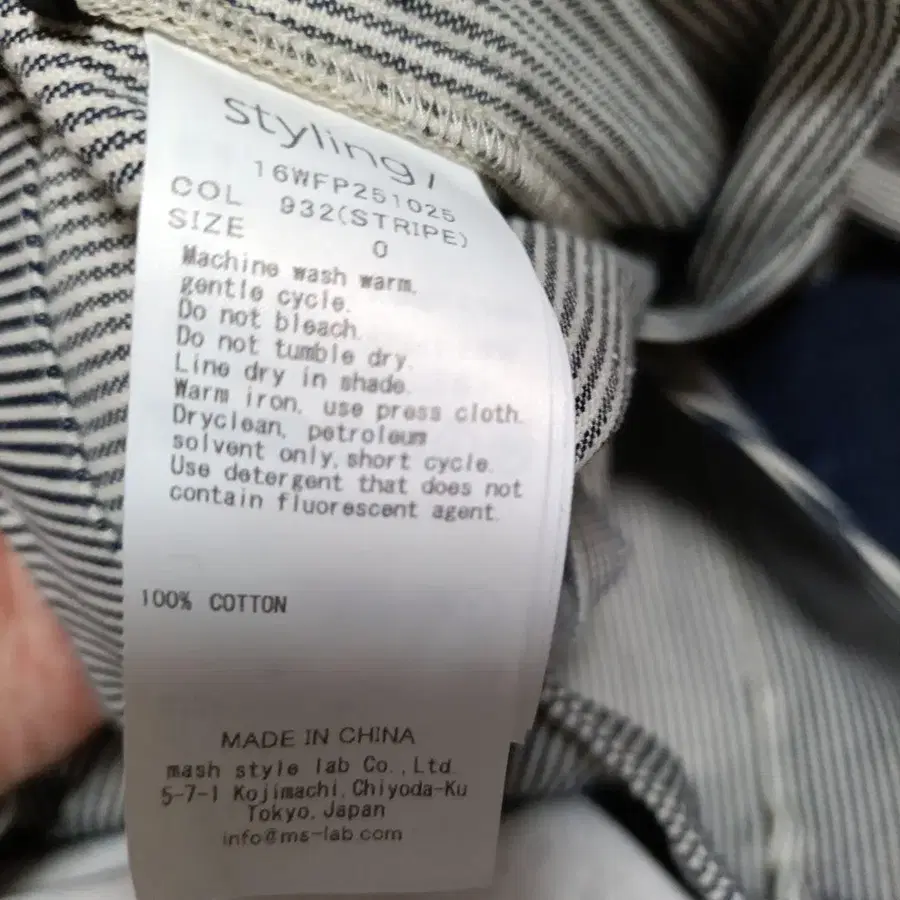 styling/
16WFP251025
COL 932(STRIPE)
SIZE 0
Machine wash warm,
gentle cycle.
Do not bleach.
Do not tumble dry.
Line dry in shade.
Warm iron, use press cloth.
Dryclean, petroleum
solvent only, short cycle.
Use detergent that does not
contain fluorescent agent.
100% COTTON
MADE IN CHINA
mash style lab Co.,Ltd.
5-7-1 Kojimachi,Chiyoda-Ku
Tokyo,Japan
info@ms-lab.com